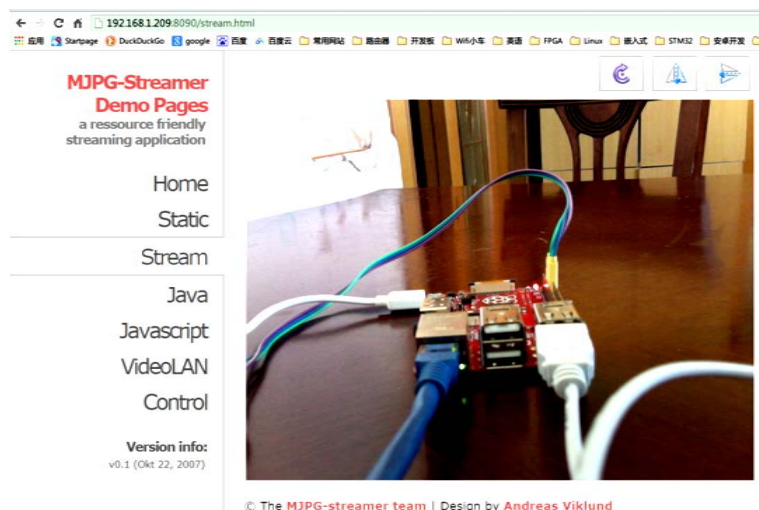 192.168.1.209:8090/stream.html
应用 Startpage DuckDuckGo google 百度 百度云 常用网站 路由器 开发板 Wifi小车 英语 FPGA Linux 嵌入式 STM32 安卓开发
MJPG-Streamer
Demo Pages
a ressource friendly
streaming application
Home
Static
Stream
Java
Javascript
VideoLAN
Control
Version info:
v0.1 (Okt 22, 2007)
© The MJPG-streamer team | Design by Andreas Viklund